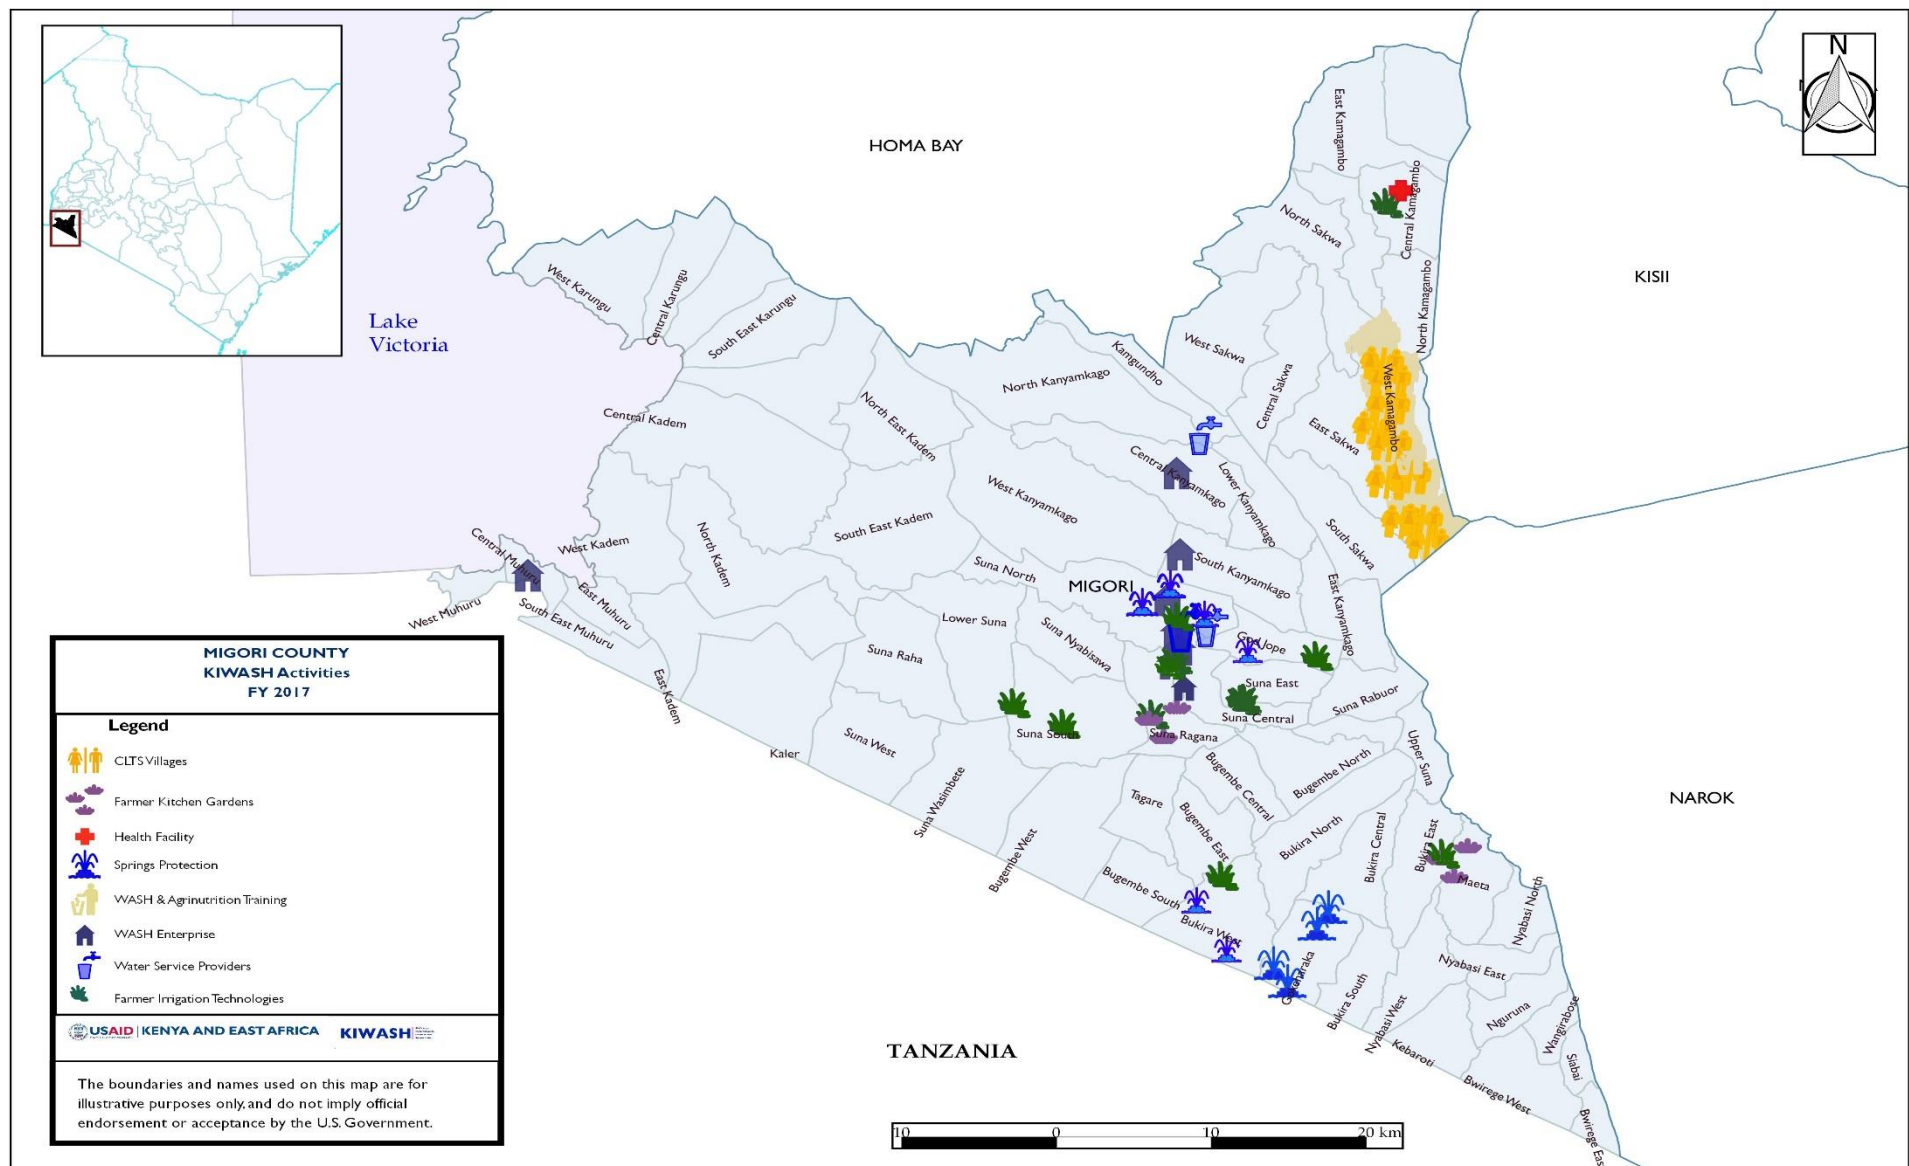 N
HOMA BAY
KISII
NAROK
TANZANIA
MIGORI
Lake
Victoria
East Kamagambo
Central Kamagambo
North Sakwa
North Kamagambo
West Karungu
Central Karungu
South East Karungu
West Sakwa
Kamgundho
North Kanyamkago
Central Sakwa
West Kamagambo
East Sakwa
Central Kadem
North East Kadem
Central Kanyamkago
Lower Kanyamkago
West Kanyamkago
South East Kadem
South Sakwa
North Kadem
West Kadem
Central Muhuru
Suna North
South Kanyamkago
East Kanyamkago
West Muhuru
East Muhuru
South East Muhuru
Lower Suna
Suna Nyabisawa
God Jope
Suna Raha
Suna East
Suna Rabuor
East Kadem
Suna Central
Suna South
Suna Ragana
Suna West
Kaler
Upper Suna
Bugembe North
Bugembe Central
Suna Wasimbete
Tagare
Bugembe East
Bukira North
Bukira Central
Bukira East
Bugembe West
Bugembe South
Maeta
Nyabasi North
Bukira West
Nyabasi East
Bukira South
Nyabasi West
Nguruna
Wangirabose
Kebaroti
Siabai
Bwirege West
MIGORI COUNTY
KIWASH Activities
FY 2017
Legend
CLTS Villages
Farmer Kitchen Gardens
Health Facility
Springs Protection
WASH & Agrinutrition Training
WASH Enterprise
Water Service Providers
Farmer Irrigation Technologies
USAID | KENYA AND EAST AFRICA KIWASH
The boundaries and names used on this map are for
illustrative purposes only, and do not imply official
endorsement or acceptance by the U.S. Government.
10 0 10 20 km